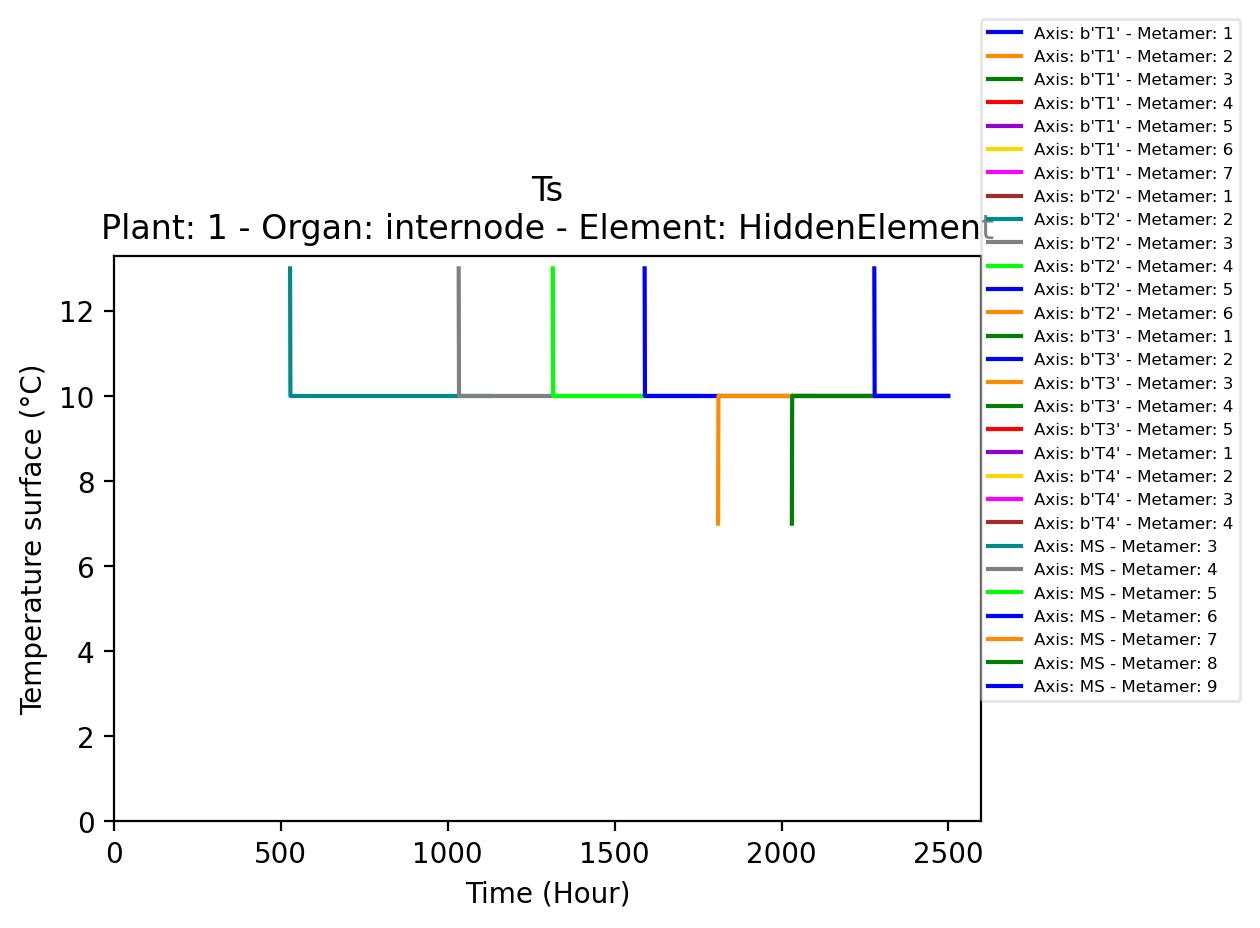 Ts
Plant: 1 - Organ: internode - Element: HiddenElement
Temperature surface (°C)
12
10
8
6
4
2
0
0 500 1000 1500 2000 2500
Time (Hour)
Axis: b'T1' - Metamer: 1
Axis: b'T1' - Metamer: 2
Axis: b'T1' - Metamer: 3
Axis: b'T1' - Metamer: 4
Axis: b'T1' - Metamer: 5
Axis: b'T1' - Metamer: 6
Axis: b'T1' - Metamer: 7
Axis: b'T2' - Metamer: 1
Axis: b'T2' - Metamer: 2
Axis: b'T2' - Metamer: 3
Axis: b'T2' - Metamer: 4
Axis: b'T2' - Metamer: 5
Axis: b'T2' - Metamer: 6
Axis: b'T3' - Metamer: 1
Axis: b'T3' - Metamer: 2
Axis: b'T3' - Metamer: 3
Axis: b'T3' - Metamer: 4
Axis: b'T3' - Metamer: 5
Axis: b'T4' - Metamer: 1
Axis: b'T4' - Metamer: 2
Axis: b'T4' - Metamer: 3
Axis: b'T4' - Metamer: 4
Axis: MS - Metamer: 3
Axis: MS - Metamer: 4
Axis: MS - Metamer: 5
Axis: MS - Metamer: 6
Axis: MS - Metamer: 7
Axis: MS - Metamer: 8
Axis: MS - Metamer: 9